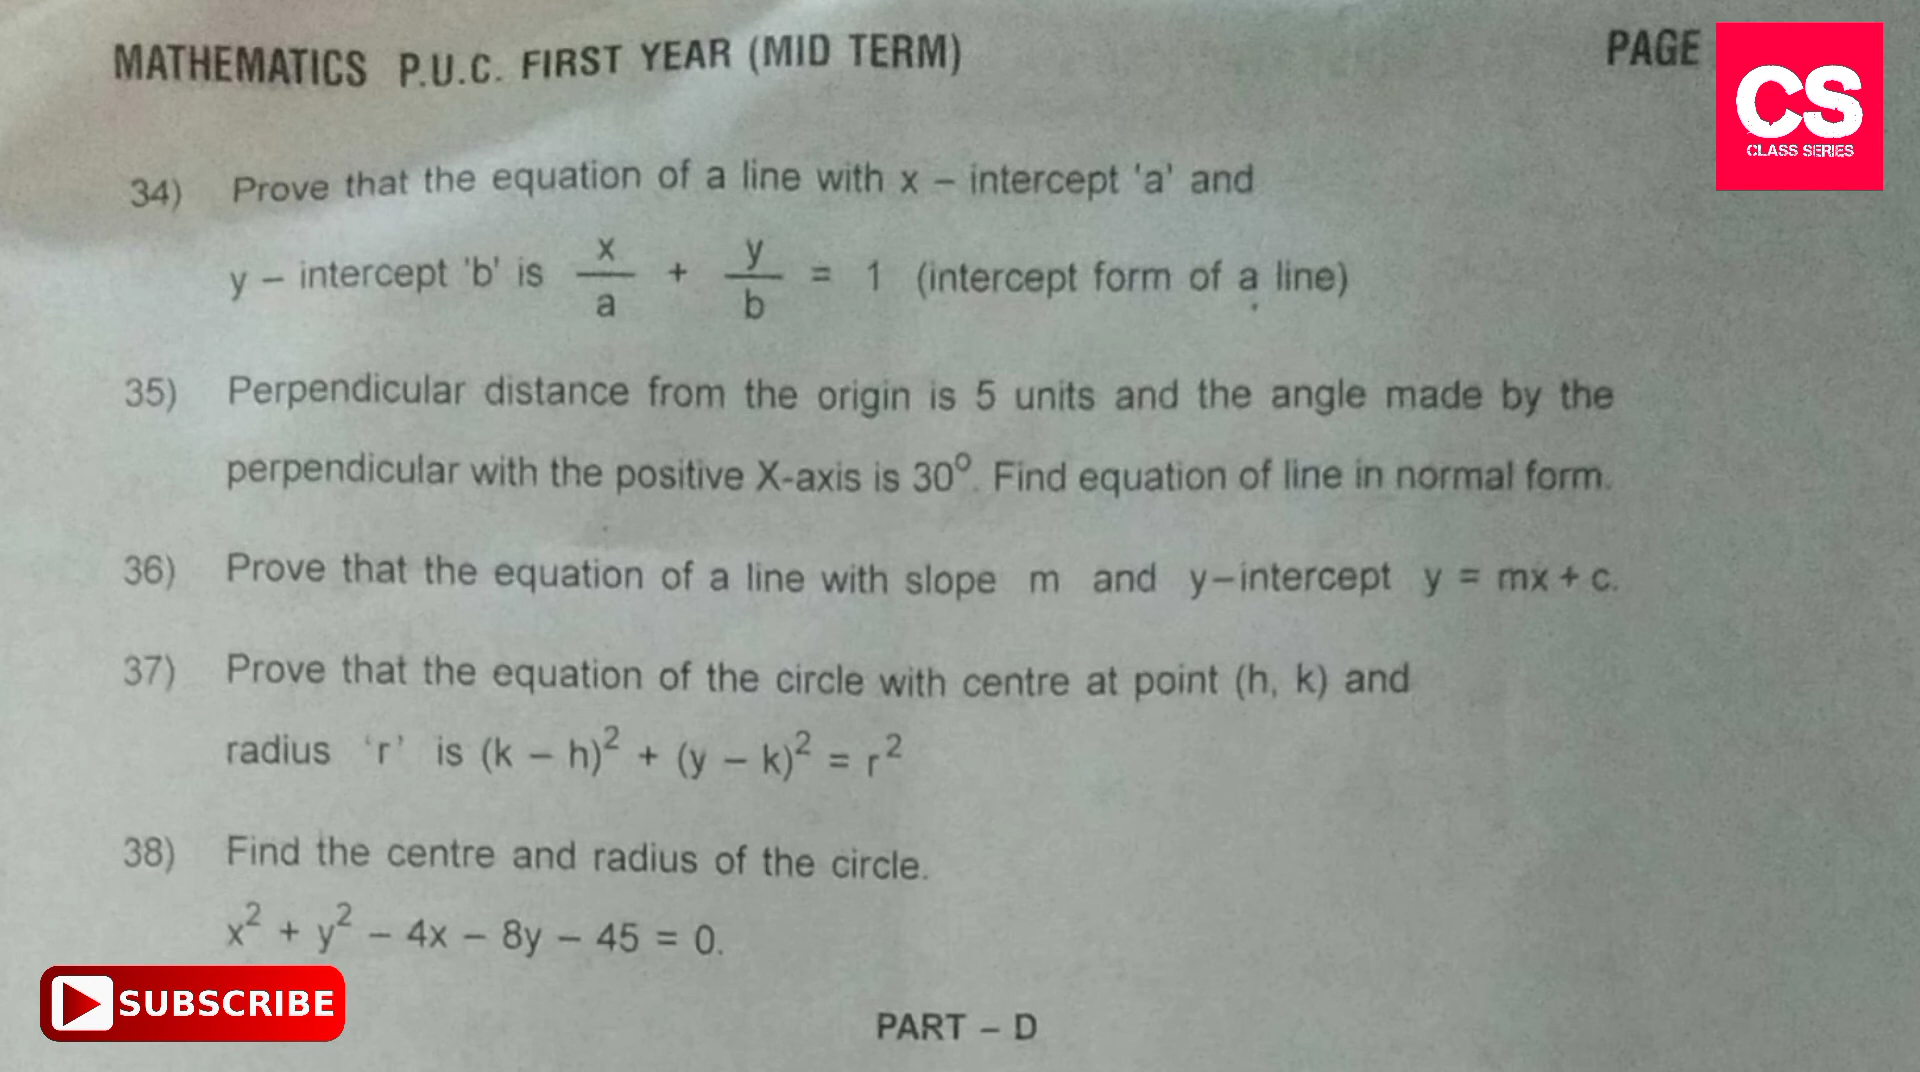 MATHEMATICS P.U.C. FIRST YEAR (MID TERM) PAGE
CS
CLASS SERIES
34) Prove that the equation of a line with x – intercept 'a' and
y – intercept 'b' is x/a + y/b = 1 (intercept form of a line)
35) Perpendicular distance from the origin is 5 units and the angle made by the
perpendicular with the positive X-axis is 30⁰. Find equation of line in normal form.
36) Prove that the equation of a line with slope m and y–intercept y = mx + c.
37) Prove that the equation of the circle with centre at point (h, k) and
radius 'r' is (k – h)² + (y – k)² = r²
38) Find the centre and radius of the circle.
x² + y² – 4x – 8y – 45 = 0.
SUBSCRIBE
PART – D